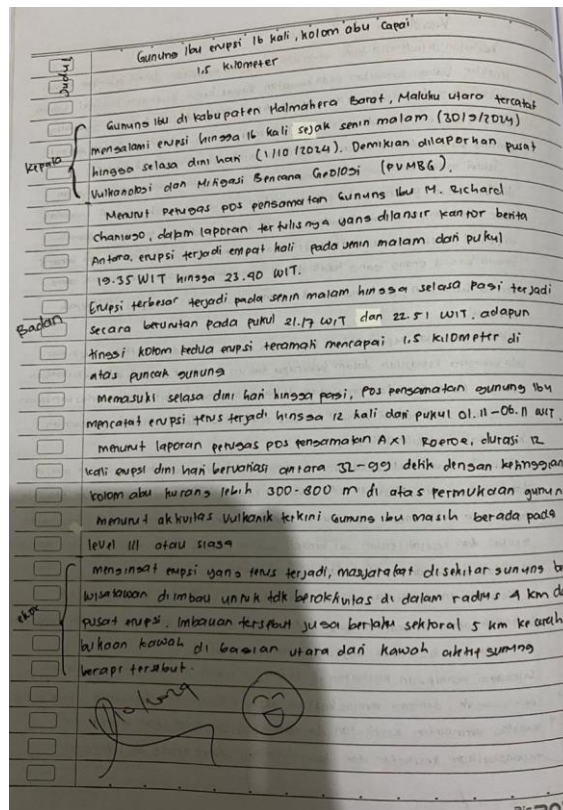 Judul
Gunung Ibu erupsi 16 kali, kolom abu capai
1,5 kilometer
Gunung Ibu di Kabupaten Halmahera Barat, Maluku utara tercatat
mengalami erupsi hingga 16 kali sejak senin malam (30/9/2024)
Kepala
hingga selasa dini hari (1/10/2024). Demikian dilaporkan pusat
Vulkanologi dan Mitigasi Bencana Geologi (PVMBG).
Menurut petugas pos pengamatan Gunung Ibu M. Richard
Chaniago, dalam laporan tertulisnya yang dilansir kantor berita
Antara, erupsi terjadi empat kali pada senin malam dari pukul
19.35 WIT hingga 23.40 WIT.
Erupsi terbesar terjadi pada senin malam hingga selasa pagi terjadi
Badan
secara berurutan pada pukul 21.17 WIT dan 22.51 WIT. adapun
tinggi kolom kedua erupsi teramati mencapai 1,5 kilometer di
atas puncak gunung
memasuki selasa dini hari hingga pagi, pos pengamatan gunung Ibu
mencatat erupsi terus terjadi hingga 12 kali dari pukul 01.11-06.11 WIT.
menurut laporan petugas pos pengamatan Axl Roeroe, durasi 12
kali erupsi dini hari bervariasi antara 32- detik dengan ketinggian
kolom abu kurang lebih 300-800 m di atas permukaan gunun
menurut aktivitas vulkanik terkini Gunung Ibu masih berada pada
level III atau siaga
mengingat erupsi yang terus terjadi, masyarakat disekitar gunung
wisatawan diimbau untuk tdk beraktivitas di dalam radius 4 km
ekor
pusat erupsi. Imbauan tersebut juga berlaku sektoral 5 km ke arah
bukaan kawah di bagian utara dari kawah aktif gunung
berapi tersebut.